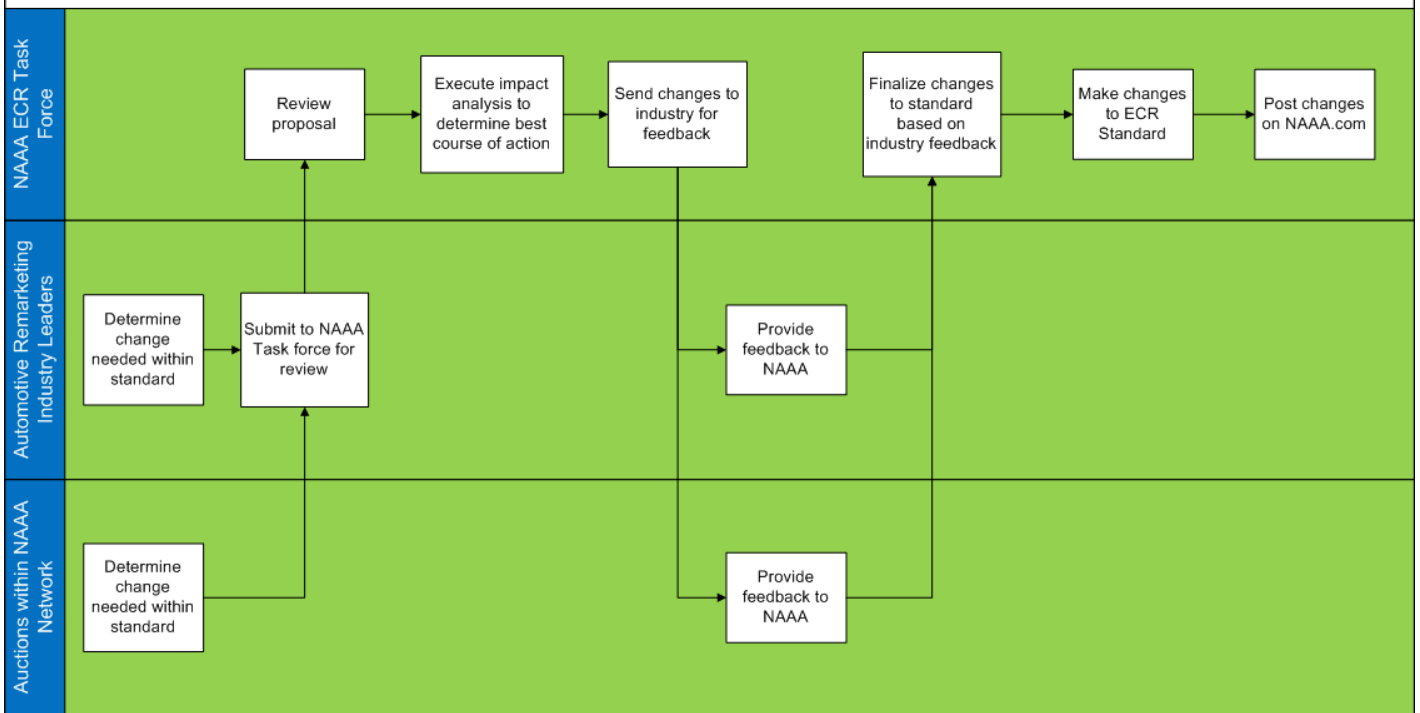 NAAA ECR Task
Force
Review
proposal
Execute impact
analysis to
determine best
course of action
Send changes to
industry for
feedback
Finalize changes
to standard
based on
industry feedback
Make changes
to ECR
Standard
Post changes
on NAAA.com
Automotive Remarketing
Industry Leaders
Determine
change
needed within
standard
Submit to NAAA
Task force for
review
Provide
feedback to
NAAA
Auctions within NAAA
Network
Determine
change
needed within
standard
Provide
feedback to
NAAA